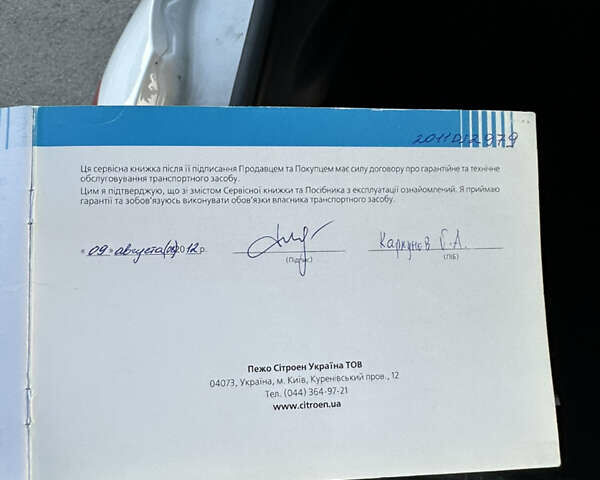 2011DJ2979
Ця сервісна книжка після її підписання Продавцем та Покупцем має силу договору про гарантійне та технічне
обслуговування транспортного засобу.
Цим я підтверджую, що зі змістом Сервісної книжки та Посібника з експлуатації ознайомлений. Я приймаю
гарантії та зобов'язуюсь виконувати обов'язки власника транспортного засобу.
« 09 » августа(08)2012 р.
(Підпис)
(ПІБ)
Пежо Сітроен Україна ТОВ
04073, Україна, м. Київ, Куренівський пров., 12
Тел. (044) 364-97-21
www.citroen.ua